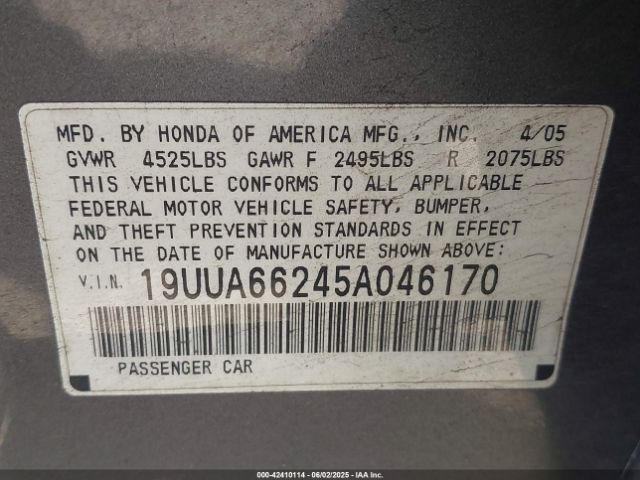 MFD. BY HONDA OF AMERICA MFG., INC. 4/05
GVWR 4525LBS GAWR F 2495LBS R 2075LBS
THIS VEHICLE CONFORMS TO ALL APPLICABLE
FEDERAL MOTOR VEHICLE SAFETY, BUMPER,
AND THEFT PREVENTION STANDARDS IN EFFECT
ON THE DATE OF MANUFACTURE SHOWN ABOVE:
V.I.N. 19UUA66245A046170
PASSENGER CAR
000-42410114 - 06/02/2025 - IAA Inc.